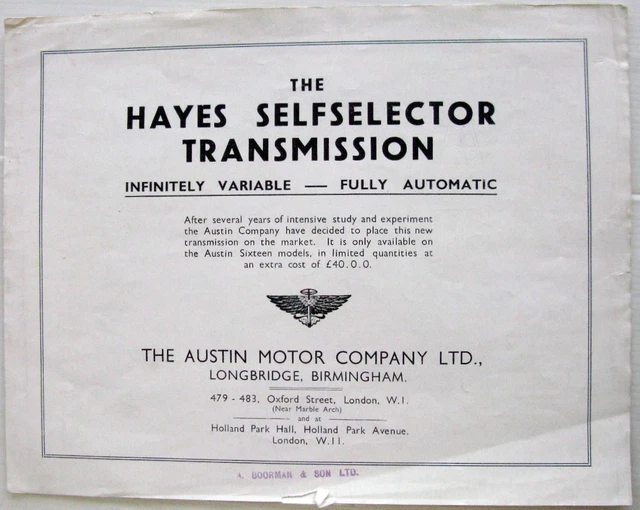 THE
HAYES SELFSELECTOR
TRANSMISSION
INFINITELY VARIABLE — FULLY AUTOMATIC
After several years of intensive study and experiment
the Austin Company have decided to place this new
transmission on the market. It is only available on
the Austin Sixteen models, in limited quantities at
an extra cost of £40.0.0.
THE AUSTIN MOTOR COMPANY LTD.,
LONGBRIDGE, BIRMINGHAM.
479 - 483, Oxford Street, London, W.1.
(Near Marble Arch)
and at
Holland Park Hall, Holland Park Avenue,
London, W.11.
A. BOORMAN & SON LTD.